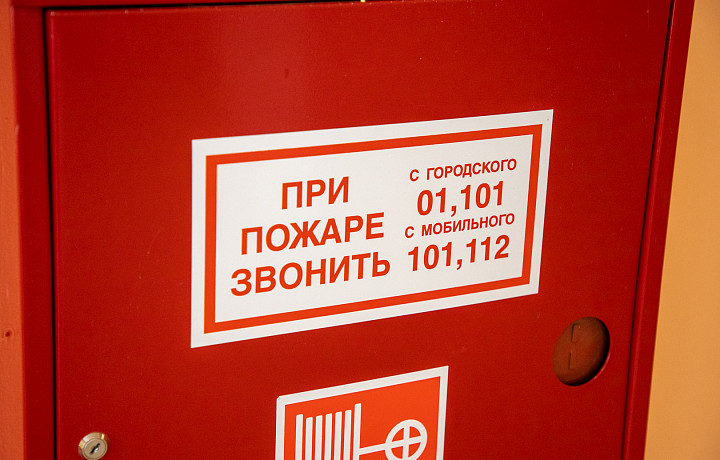 ПРИ
ПОЖАРЕ
ЗВОНИТЬ
С ГОРОДСКОГО
01,101
С МОБИЛЬНОГО
101,112